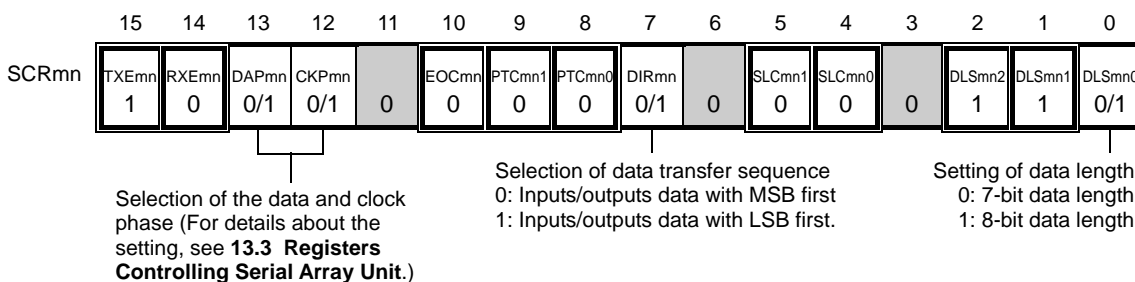 15 14 13 12 11 10 9 8 7 6 5 4 3 2 1 0
SCRmn
TXEmn RXEmn DAPmn CKPmn EOCmn PTCmn1 PTCmn0 DIRmn SLCmn1 SLCmn0 DLSmn2 DLSmn1 DLSmn0
1 0 0/1 0/1 0 0 0 0 0/1 0 0 0 0 1 1 0/1
Selection of the data and clock
phase (For details about the
setting, see 13.3 Registers
Controlling Serial Array Unit.)
Selection of data transfer sequence
0: Inputs/outputs data with MSB first
1: Inputs/outputs data with LSB first.
Setting of data length
0: 7-bit data length
1: 8-bit data length